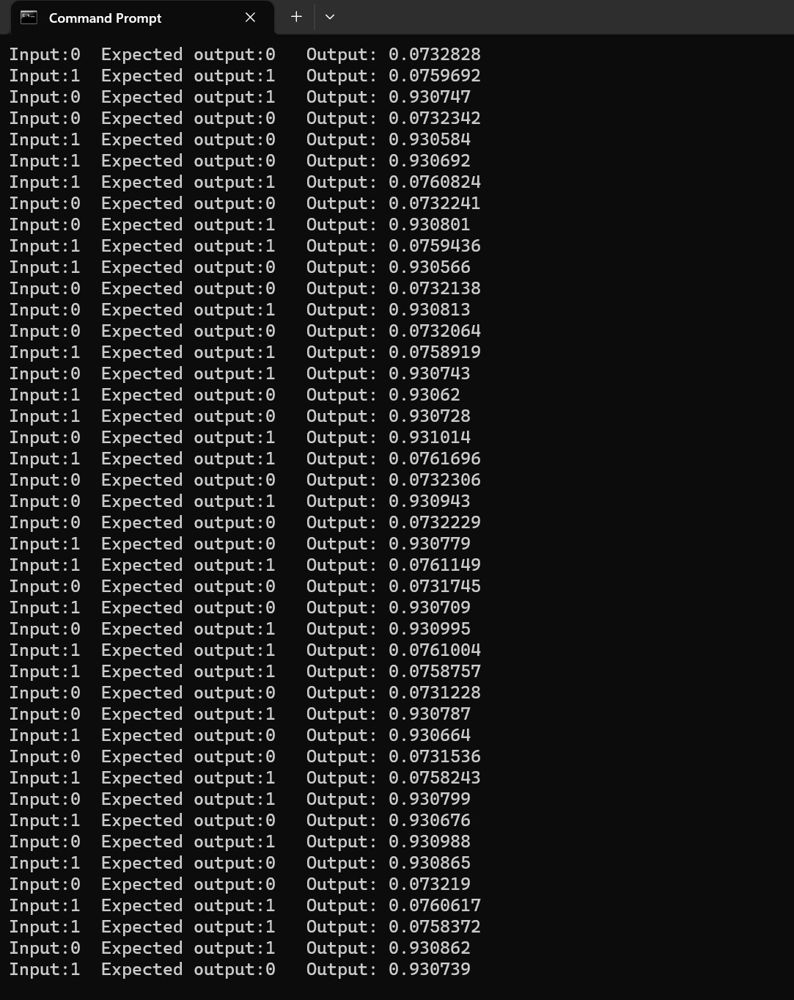 Command Prompt
Input:0  Expected output:0   Output: 0.0732828
Input:1  Expected output:1   Output: 0.0759692
Input:0  Expected output:1   Output: 0.930747
Input:0  Expected output:0   Output: 0.0732342
Input:1  Expected output:0   Output: 0.930584
Input:1  Expected output:0   Output: 0.930692
Input:1  Expected output:1   Output: 0.0760824
Input:0  Expected output:0   Output: 0.0732241
Input:0  Expected output:1   Output: 0.930801
Input:1  Expected output:1   Output: 0.0759436
Input:1  Expected output:0   Output: 0.930566
Input:0  Expected output:0   Output: 0.0732138
Input:0  Expected output:1   Output: 0.930813
Input:0  Expected output:0   Output: 0.0732064
Input:1  Expected output:1   Output: 0.0758919
Input:0  Expected output:1   Output: 0.930743
Input:1  Expected output:0   Output: 0.93062
Input:1  Expected output:0   Output: 0.930728
Input:0  Expected output:1   Output: 0.931014
Input:1  Expected output:1   Output: 0.0761696
Input:0  Expected output:0   Output: 0.0732306
Input:0  Expected output:1   Output: 0.930943
Input:0  Expected output:0   Output: 0.0732229
Input:1  Expected output:0   Output: 0.930779
Input:1  Expected output:1   Output: 0.0761149
Input:0  Expected output:0   Output: 0.0731745
Input:1  Expected output:0   Output: 0.930709
Input:0  Expected output:1   Output: 0.930995
Input:1  Expected output:1   Output: 0.0761004
Input:1  Expected output:1   Output: 0.0758757
Input:0  Expected output:0   Output: 0.0731228
Input:0  Expected output:1   Output: 0.930787
Input:1  Expected output:0   Output: 0.930664
Input:0  Expected output:0   Output: 0.0731536
Input:1  Expected output:1   Output: 0.0758243
Input:0  Expected output:1   Output: 0.930799
Input:1  Expected output:0   Output: 0.930676
Input:0  Expected output:1   Output: 0.930988
Input:1  Expected output:0   Output: 0.930865
Input:0  Expected output:0   Output: 0.073219
Input:1  Expected output:1   Output: 0.0760617
Input:1  Expected output:1   Output: 0.0758372
Input:0  Expected output:1   Output: 0.930862
Input:1  Expected output:0   Output: 0.930739